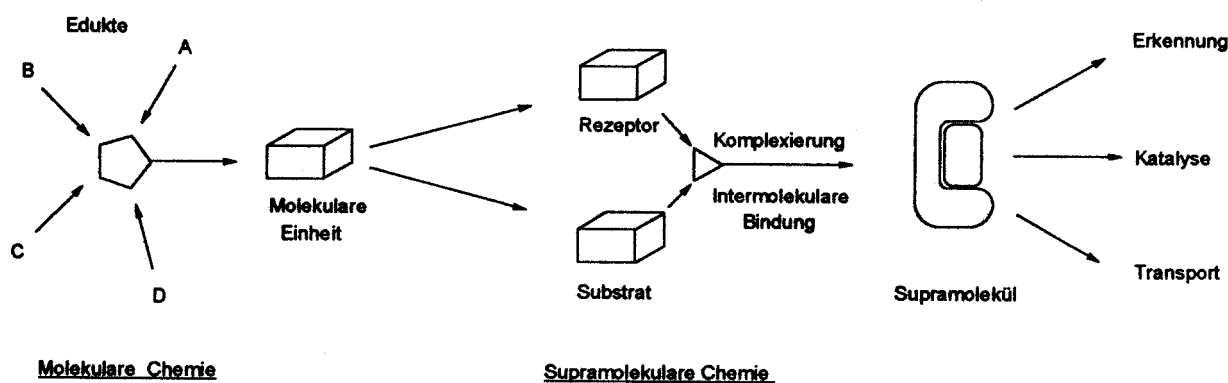 Edukte
A
B
C
D
Molekulare
Einheit
Rezeptor
Substrat
Komplexierung
Intermolekulare
Bindung
Supramolekül
Erkennung
Katalyse
Transport
Molekulare Chemie
Supramolekulare Chemie